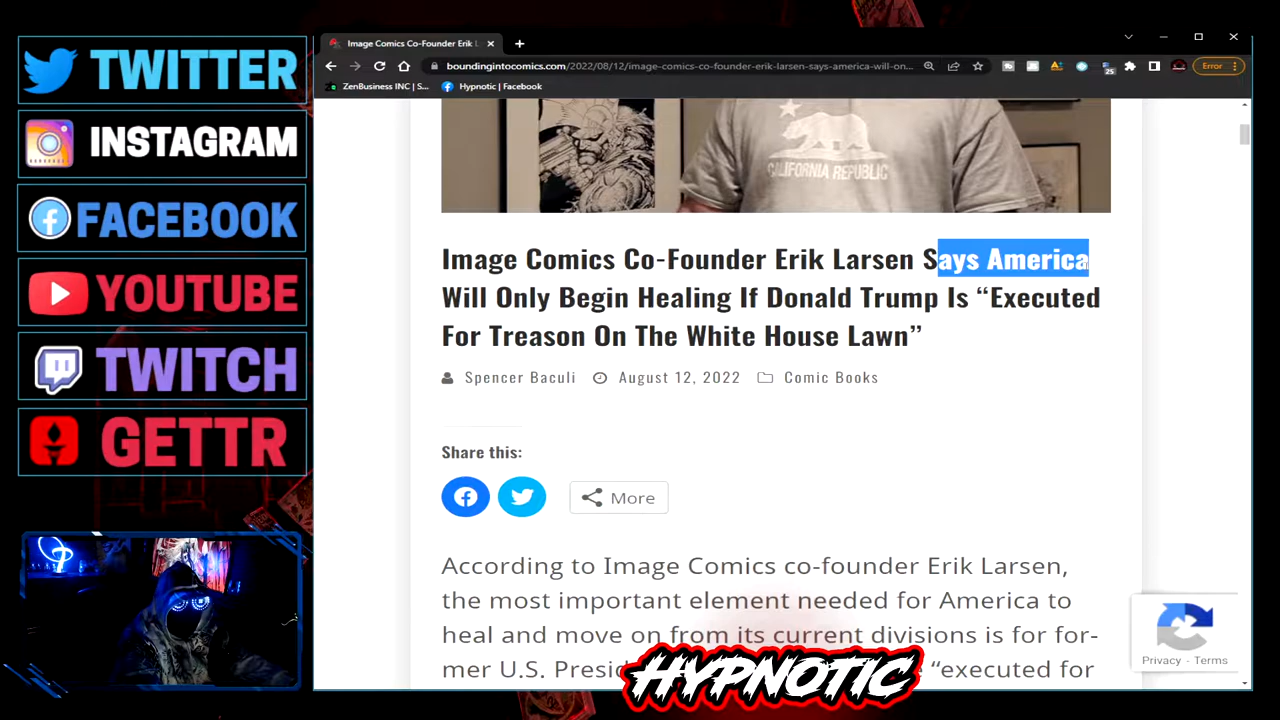 TWITTER
INSTAGRAM
FACEBOOK
YOUTUBE
TWITCH
GETTR
Image Comics Co-Founder Erik L
boundingintocomics.com/2022/08/12/image-comics-co-founder-erik-larsen-says-america-will-on...
25
Error
ZenBusiness INC | S...
Hypnotic | Facebook
CALIFORNIA REPUBLIC
Image Comics Co-Founder Erik Larsen Says America
Will Only Begin Healing If Donald Trump Is “Executed
For Treason On The White House Lawn”
Spencer Baculi August 12, 2022 Comic Books
Share this:
More
According to Image Comics co-founder Erik Larsen,
the most important element needed for America to
heal and move on from its current divisions is for for-
mer U.S. Presid “executed for
Privacy - Terms
HYPNOTIC